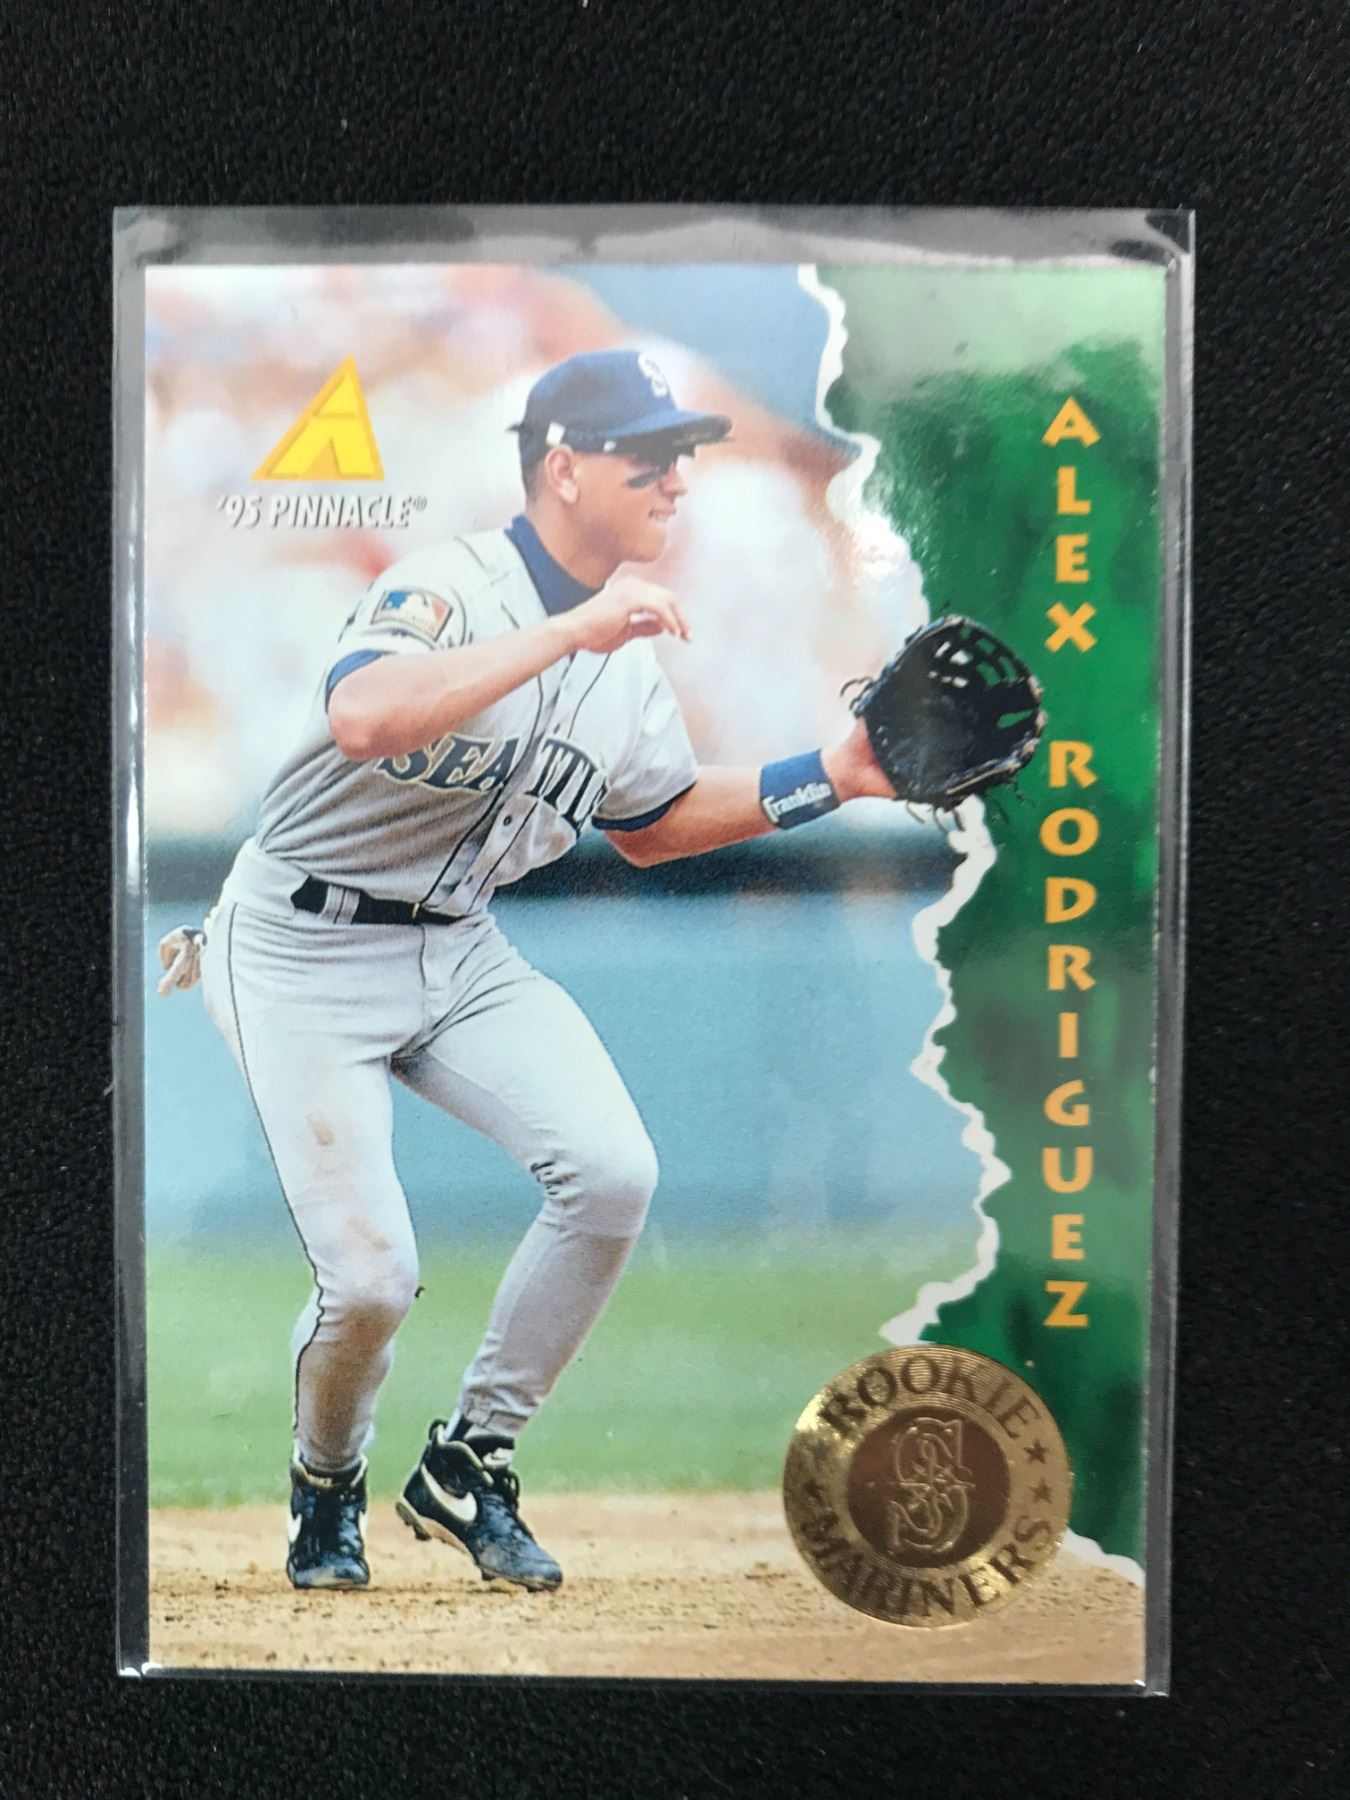 '95 PINNACLE®
ALEX RODRIGUEZ
SEATTLE
Franklin
ROOKIE
MARINERS